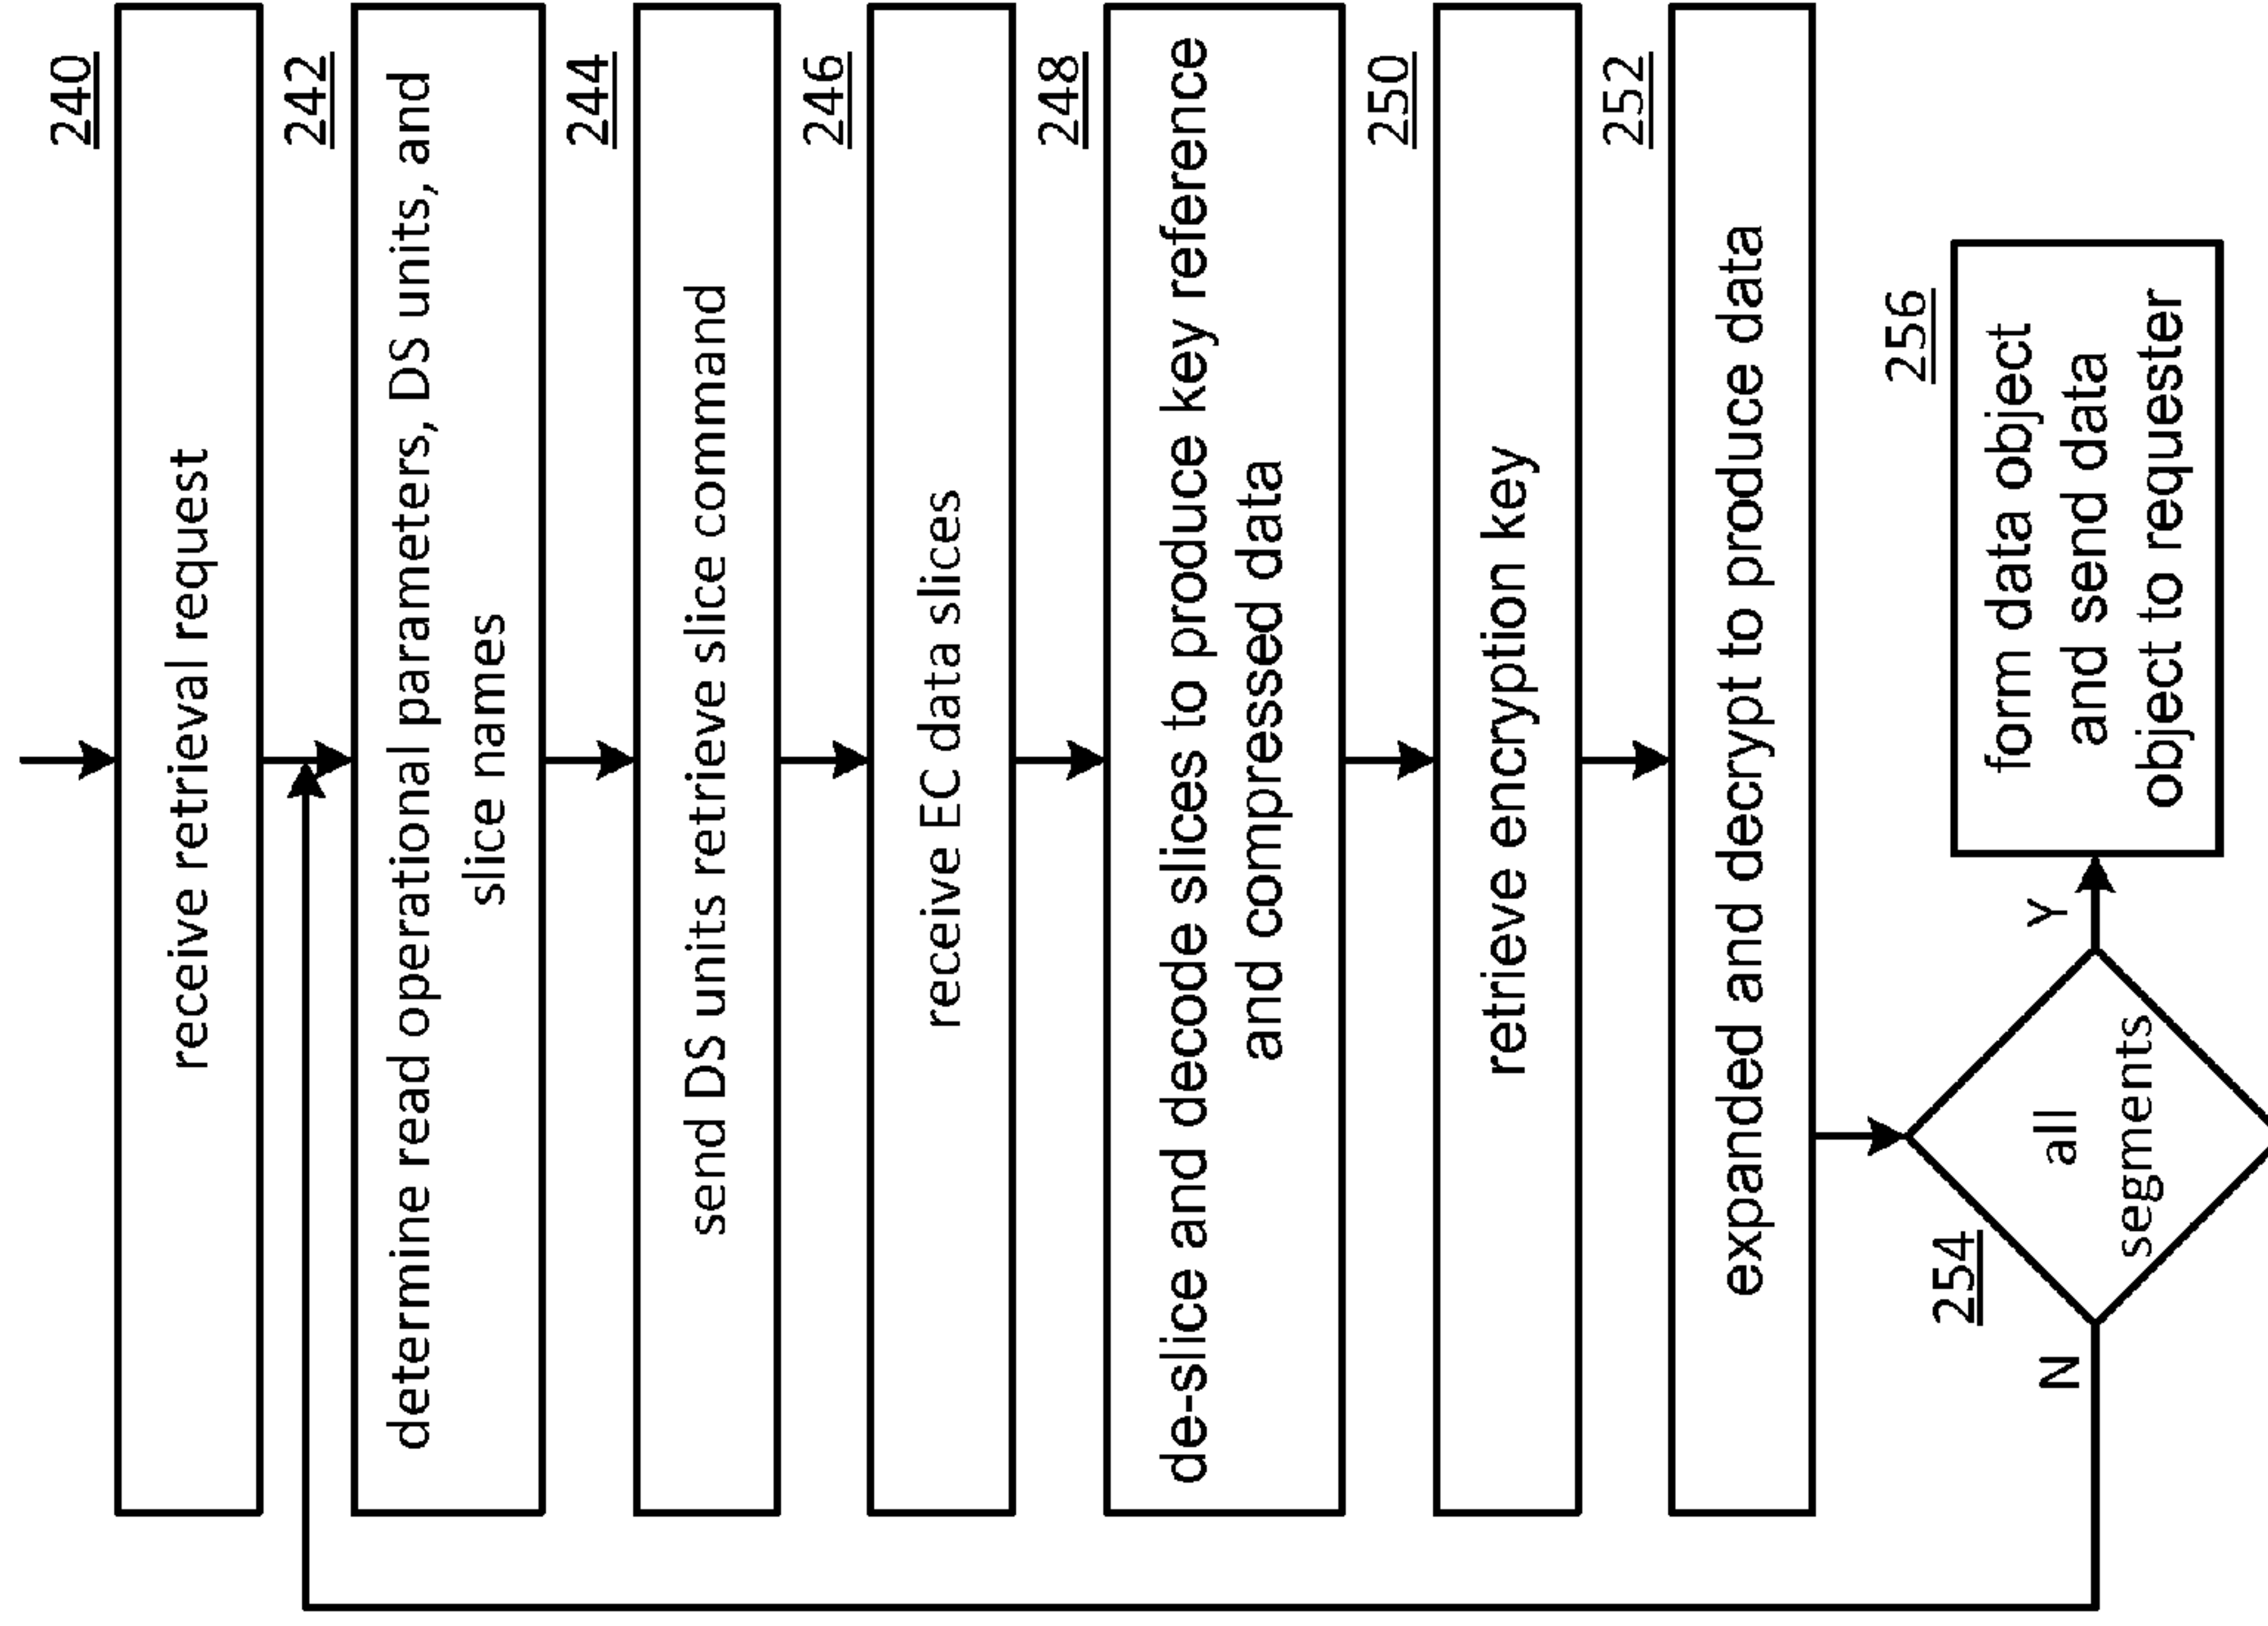 240
receive retrieval request
242
determine read operational parameters, DS units, and
slice names
244
send DS units retrieve slice command
246
receive EC data slices
248
de-slice and decode slices to produce key reference
and compressed data
250
retrieve encryption key
252
expanded and decrypt to produce data
254
all
segments
N
Y
256
form data object
and send data
object to requester